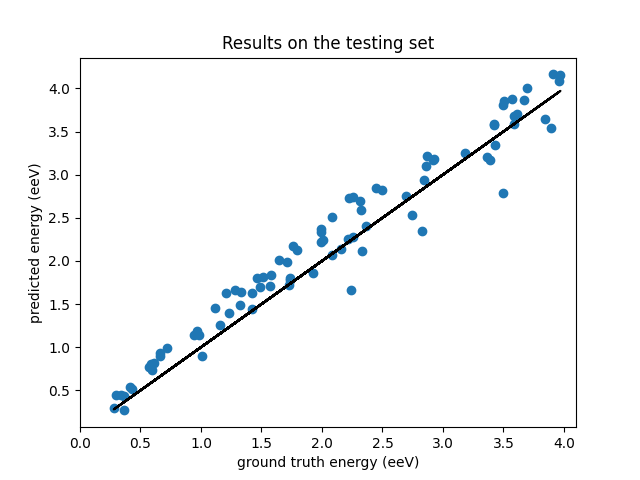 Results on the testing set
predicted energy (eeV)
4.0
3.5
3.0
2.5
2.0
1.5
1.0
0.5
0.0 0.5 1.0 1.5 2.0 2.5 3.0 3.5 4.0
ground truth energy (eeV)